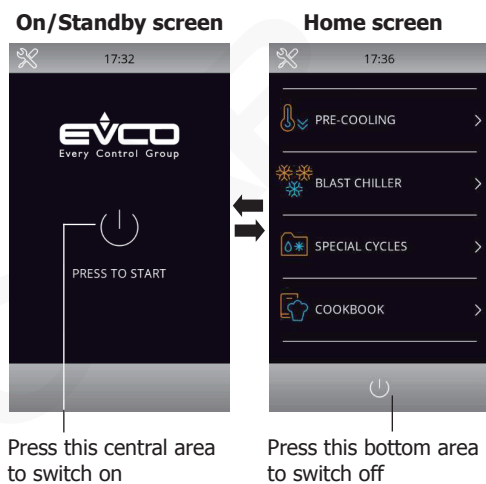 On/Standby screen
17:32
EVCO
Every Control Group
PRESS TO START
Press this central area
to switch on
Home screen
17:36
PRE-COOLING
BLAST CHILLER
SPECIAL CYCLES
COOKBOOK
Press this bottom area
to switch off